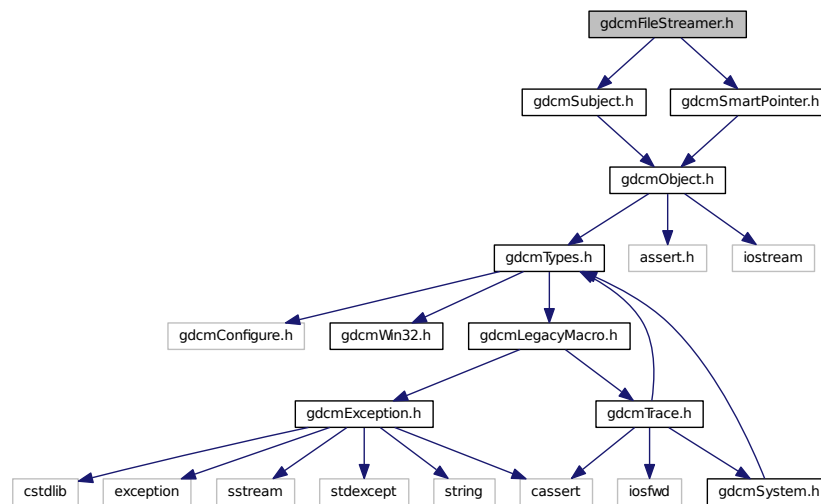 gdcmFileStreamer.h
gdcmSubject.h
gdcmSmartPointer.h
gdcmObject.h
gdcmTypes.h
assert.h
iostream
gdcmConfigure.h
gdcmWin32.h
gdcmLegacyMacro.h
gdcmException.h
gdcmTrace.h
cstdlib
exception
sstream
stdexcept
string
cassert
iosfwd
gdcmSystem.h